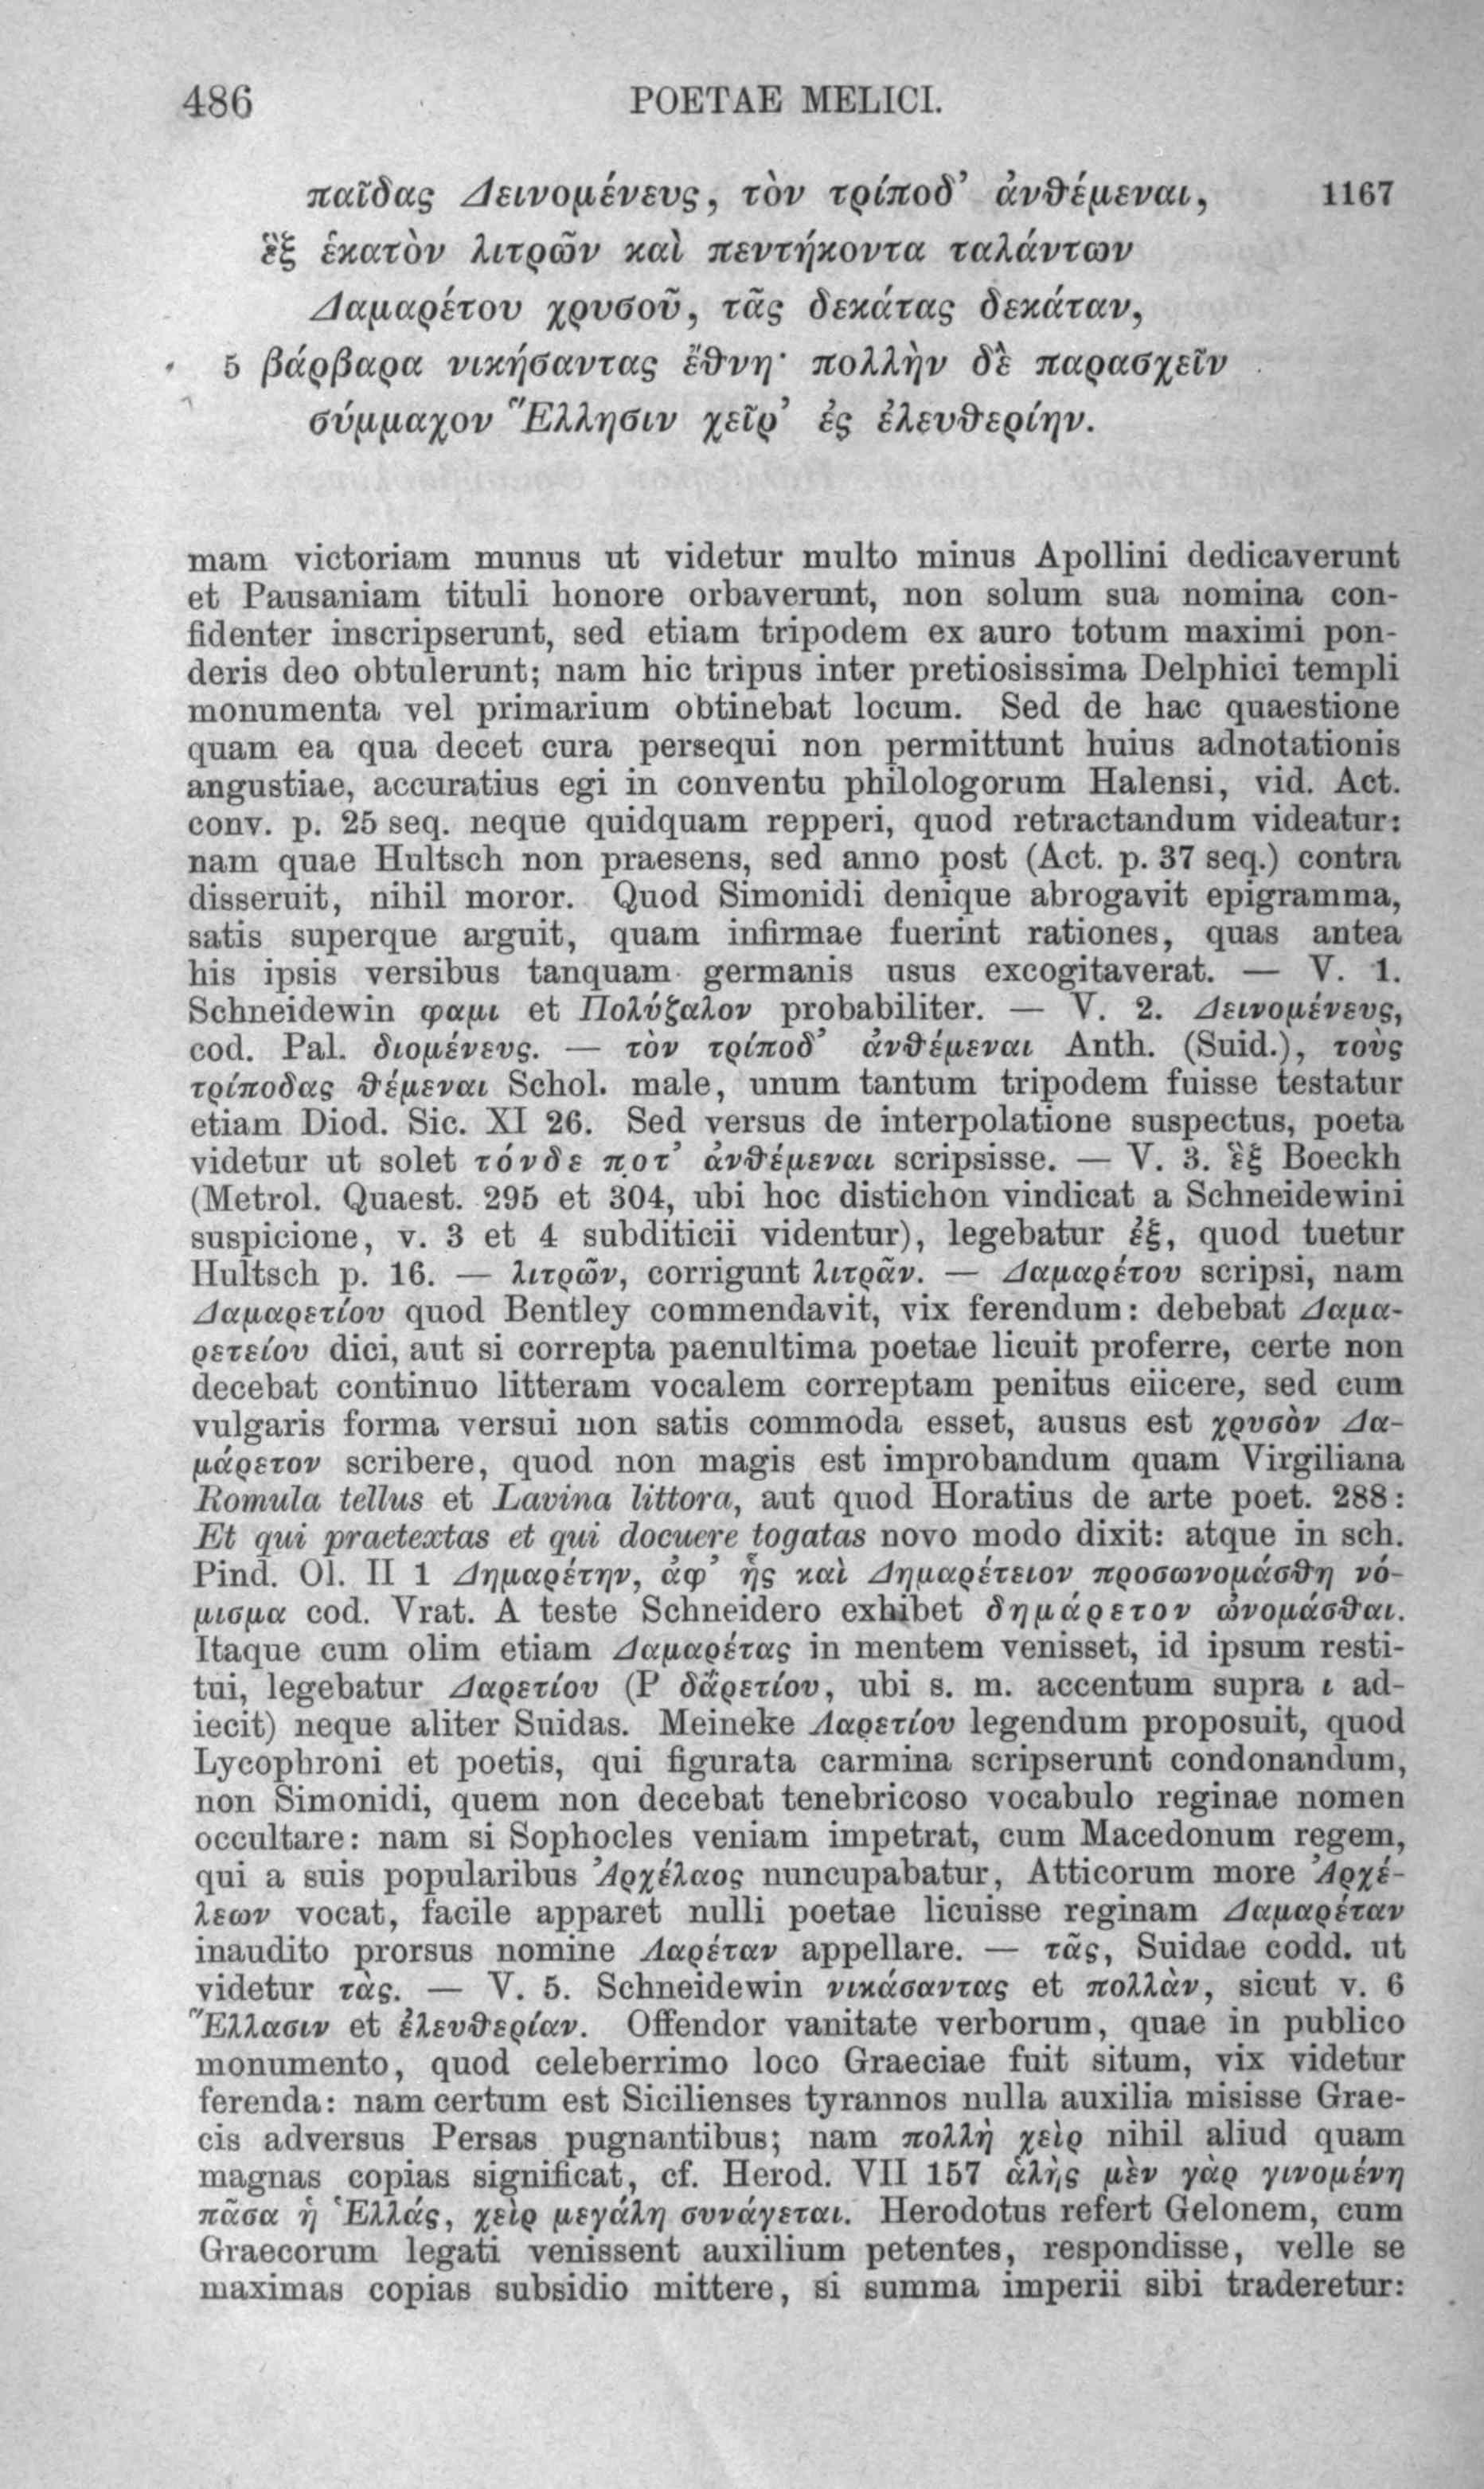 486 POETAE MELICI.
παῖδας Δεινομένευς, τὸν τρίποδ’ ἀνθέμεναι, 1167
ἓξ ἑκατὸν λιτρῶν καὶ πεντήκοντα ταλάντων
Δαμαρέτου χρυσοῦ, τᾶς δεκάτας δεκάταν,
5 βάρβαρα νικήσαντας ἔθνη· πολλὴν δὲ παρασχεῖν
σύμμαχον Ἕλλησιν χεῖρ’ ἐς ἐλευθερίην.
mam victoriam munus ut videtur multo minus Apollini dedicaverunt
et Pausaniam tituli honore orbaverunt, non solum sua nomina con-
fidenter inscripserunt, sed etiam tripodem ex auro totum maximi pon-
deris deo obtulerunt; nam hic tripus inter pretiosissima Delphici templi
monumenta vel primarium obtinebat locum. Sed de hac quaestione
quam ea qua decet cura persequi non permittunt huius adnotationis
angustiae, accuratius egi in conventu philologorum Halensi, vid. Act.
conv. p. 25 seq. neque quidquam repperi, quod retractandum videatur:
nam quae Hultsch non praesens, sed anno post (Act. p. 37 seq.) contra
disseruit, nihil moror. Quod Simonidi denique abrogavit epigramma,
satis superque arguit, quam infirmae fuerint rationes, quas antea
his ipsis versibus tanquam germanis usus excogitaverat. — V. 1.
Schneidewin φαμι et Πολύζαλον probabiliter. — V. 2. Δεινομένευς,
cod. Pal. διομένευς. — τὸν τρίποδ’ ἀνθέμεναι Anth. (Suid.), τοὺς
τρίποδας θέμεναι Schol. male, unum tantum tripodem fuisse testatur
etiam Diod. Sic. XI 26. Sed versus de interpolatione suspectus, poeta
videtur ut solet τόνδε ποτ’ ἀνθέμεναι scripsisse. — V. 3. ἓξ Boeckh
(Metrol. Quaest. 295 et 304, ubi hoc distichon vindicat a Schneidewini
suspicione, v. 3 et 4 subditicii videntur), legebatur ἐξ, quod tuetur
Hultsch p. 16. — λιτρῶν, corrigunt λιτρᾶν. — Δαμαρέτου scripsi, nam
Δαμαρετίου quod Bentley commendavit, vix ferendum: debebat Δαμα-
ρετείου dici, aut si correpta paenultima poetae licuit proferre, certe non
decebat continuo litteram vocalem correptam penitus eiicere, sed cum
vulgaris forma versui non satis commoda esset, ausus est χρυσὸν Δα-
μάρετον scribere, quod non magis est improbandum quam Virgiliana
Romula tellus et Lavina littora, aut quod Horatius de arte poet. 288:
Et qui praetextas et qui docuere togatas novo modo dixit: atque in sch.
Pind. Ol. II 1 Δημαρέτην, ἀφ’ ἧς καὶ Δημαρέτειον προσωνομάσθη νό-
μισμα cod. Vrat. A teste Schneidero exhibet δημάρετον ὠνομάσθαι.
Itaque cum olim etiam Δαμαρέτας in mentem venisset, id ipsum resti-
tui, legebatur Δαρετίου (P δᾰρετίου, ubi s. m. accentum supra ι ad-
iecit) neque aliter Suidas. Meineke Λαρετίου legendum proposuit, quod
Lycophroni et poetis, qui figurata carmina scripserunt condonandum,
non Simonidi, quem non decebat tenebricoso vocabulo reginae nomen
occultare: nam si Sophocles veniam impetrat, cum Macedonum regem,
qui a suis popularibus Ἀρχέλαος nuncupabatur, Atticorum more Ἀρχέ-
λεων vocat, facile apparet nulli poetae licuisse reginam Δαμαρέταν
inaudito prorsus nomine Λαρέταν appellare. — τᾶς, Suidae codd. ut
videtur τὰς. — V. 5. Schneidewin νικάσαντας et πολλὰν, sicut v. 6
Ἕλλασιν et ἐλευθερίαν. Offendor vanitate verborum, quae in publico
monumento, quod celeberrimo loco Graeciae fuit situm, vix videtur
ferenda: nam certum est Sicilienses tyrannos nulla auxilia misisse Grae-
cis adversus Persas pugnantibus; nam πολλὴ χεὶρ nihil aliud quam
magnas copias significat, cf. Herod. VII 157 ἁλὴς μὲν γὰρ γινομένη
πᾶσα ἡ Ἑλλάς, χεὶρ μεγάλη συνάγεται. Herodotus refert Gelonem, cum
Graecorum legati venissent auxilium petentes, respondisse, velle se
maximas copias subsidio mittere, si summa imperii sibi traderetur: